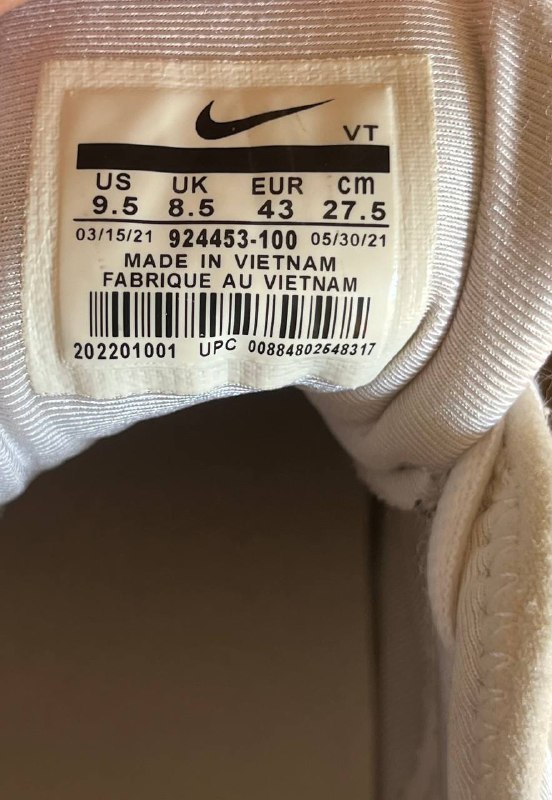 VT
US UK EUR cm
9.5 8.5 43 27.5
03/15/21 924453-100 05/30/21
MADE IN VIETNAM
FABRIQUE AU VIETNAM
202201001 UPC 00884802548317